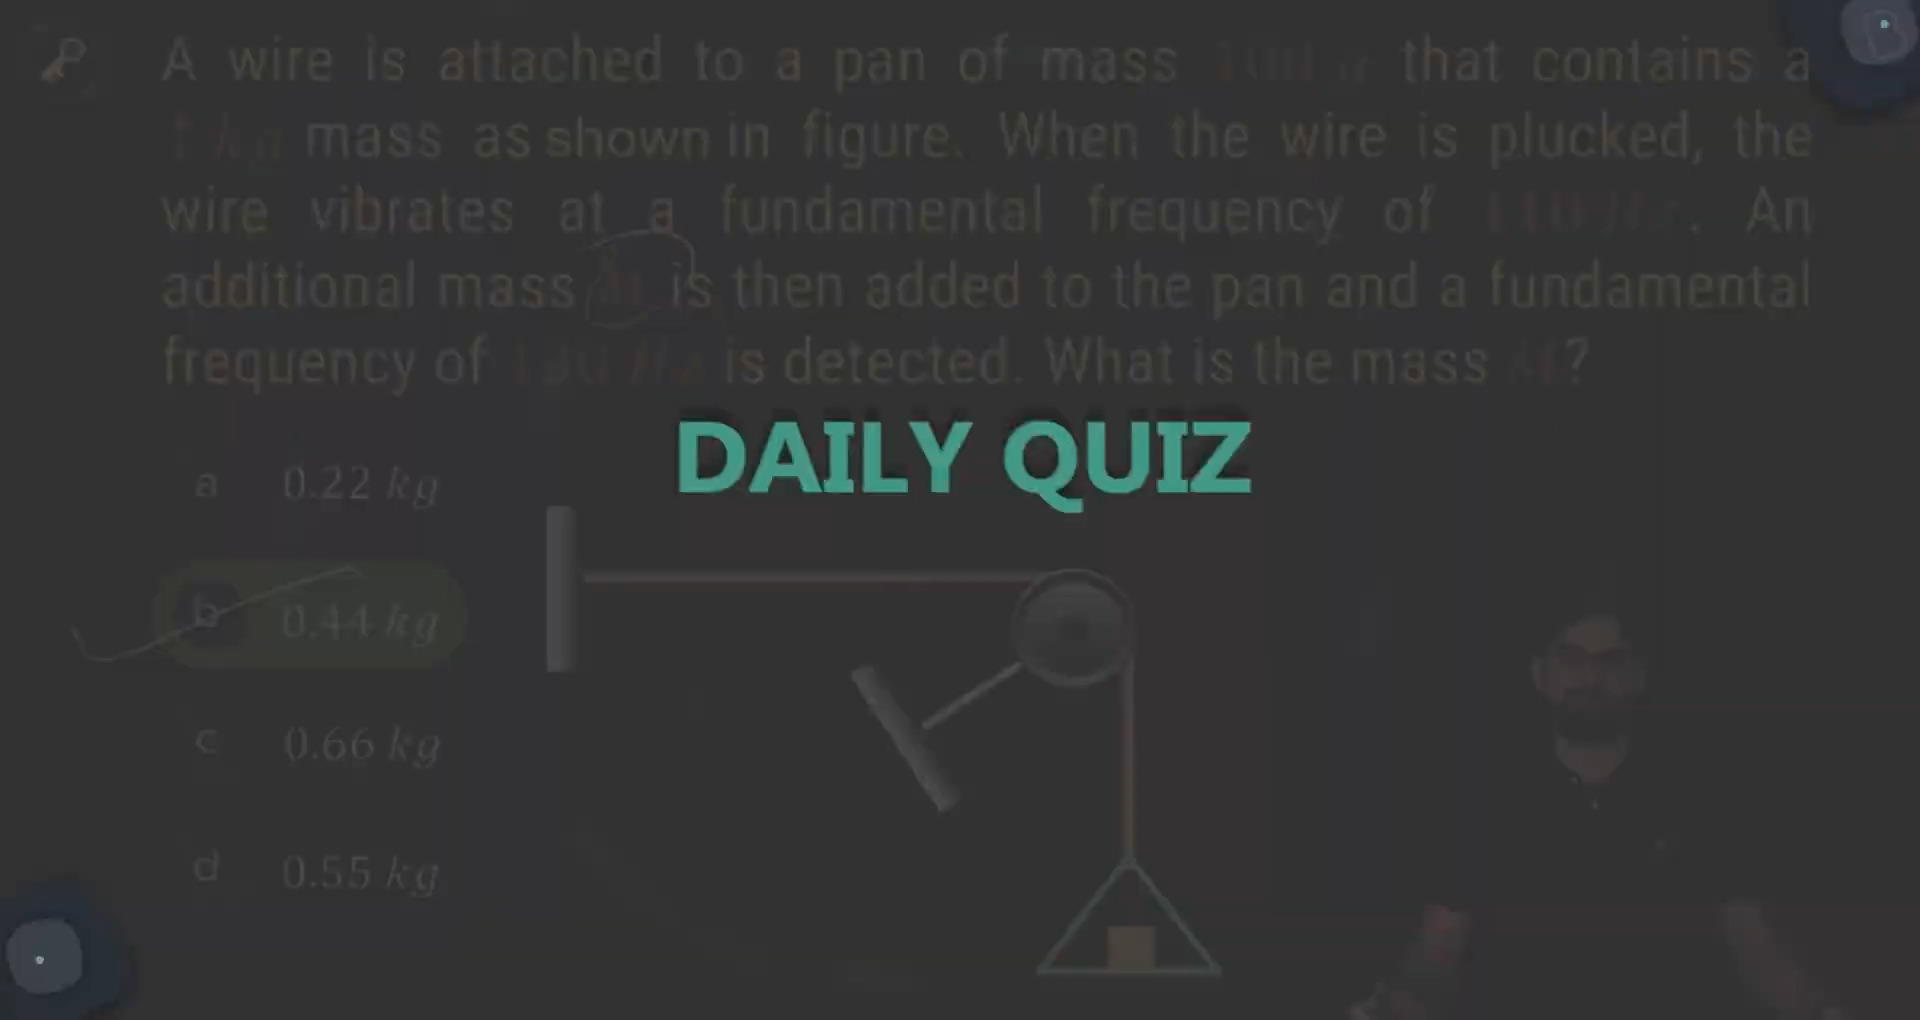 A wire is attached to a pan of mass that contains a
mass as shown in figure. When the wire is plucked, the
wire vibrates at a fundamental frequency of . An
additional mass is then added to the pan and a fundamental
frequency of is detected. What is the mass ?
DAILY QUIZ
a 0.22 kg
b 0.44 kg
c 0.66 kg
d 0.55 kg